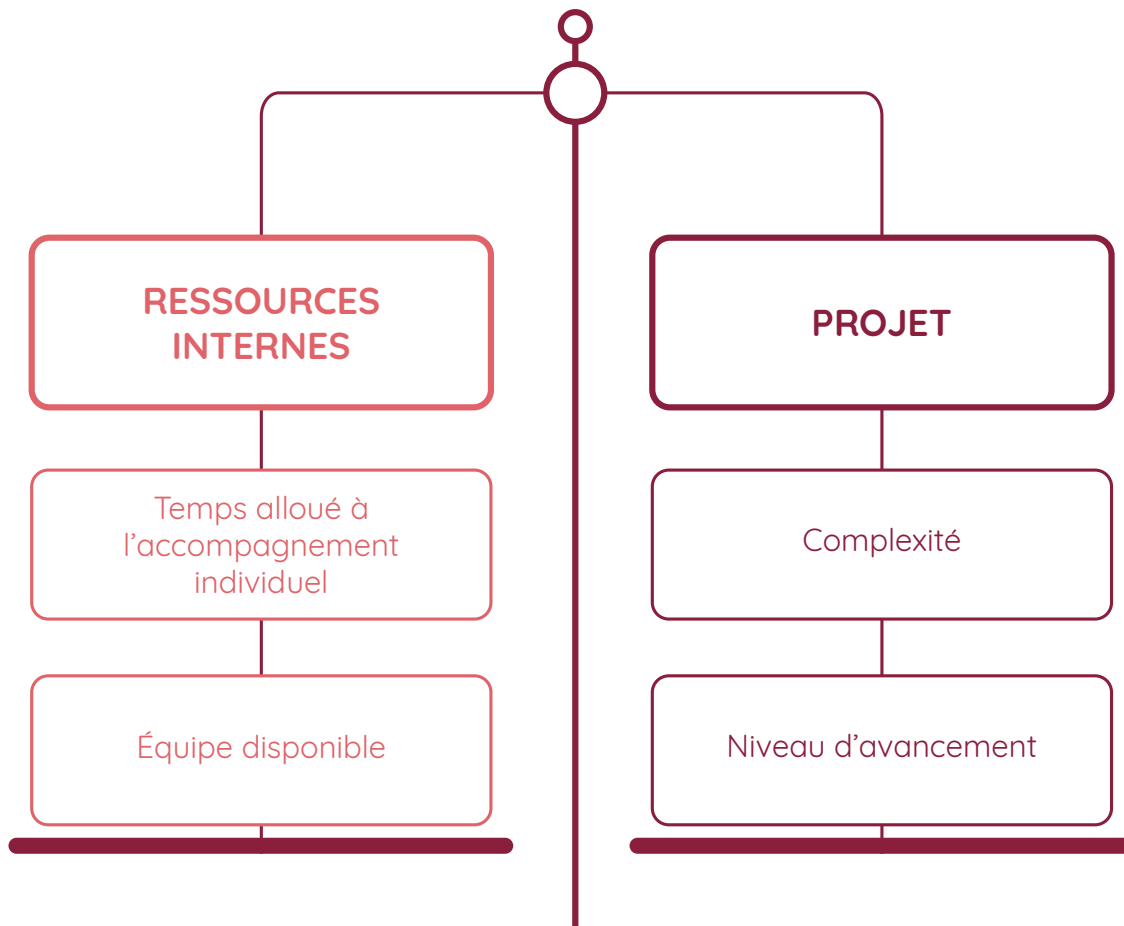 RESSOURCES
INTERNES
Temps alloué à
l’accompagnement
individuel
Équipe disponible
PROJET
Complexité
Niveau d’avancement